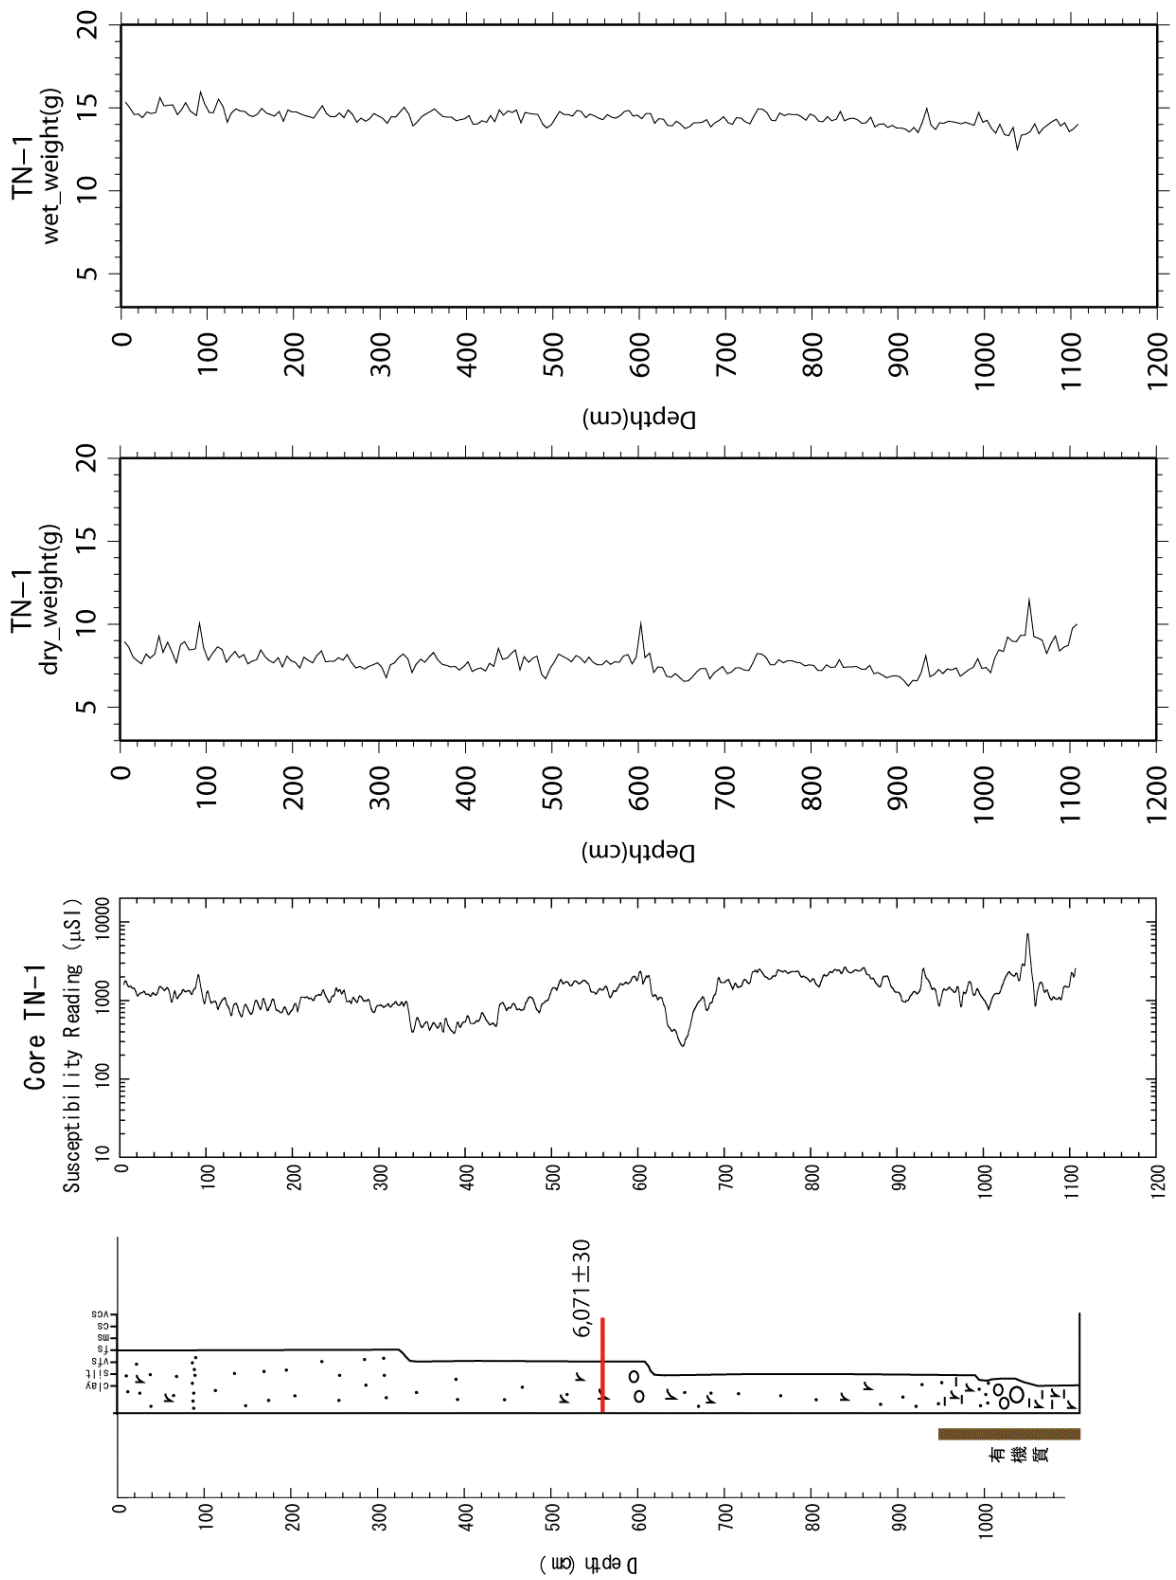 TN-1
wet_weight(g)
5 10 15 20
0 100 200 300 400 500 600 700 800 900 1000 1100 1200
Depth(cm)
TN-1
dry_weight(g)
5 10 15 20
0 100 200 300 400 500 600 700 800 900 1000 1100 1200
Depth(cm)
Core TN-1
Susceptibility Reading (μSI)
10 100 1000 10000
0 100 200 300 400 500 600 700 800 900 1000 1100 1200
clay silt vfs fs ms cs vcs
6,071±30
有機質
0 100 200 300 400 500 600 700 800 900 1000
Depth (cm)